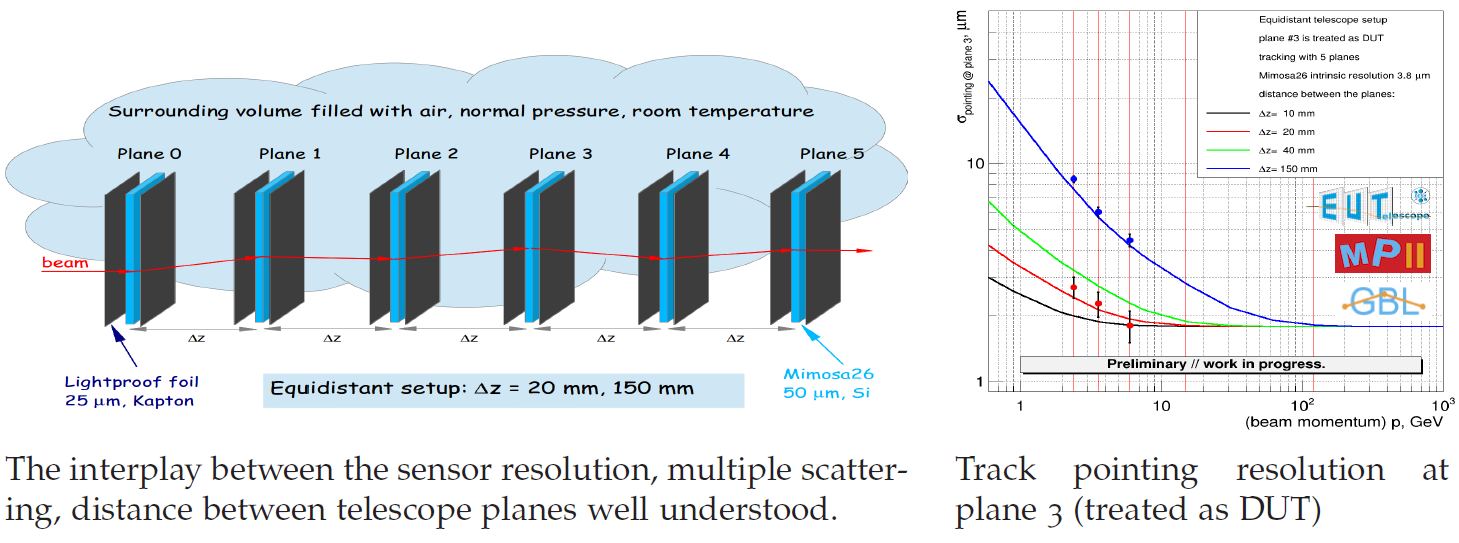 Surrounding volume filled with air, normal pressure, room temperature
Plane 0
Plane 1
Plane 2
Plane 3
Plane 4
Plane 5
beam
Δz
Δz
Δz
Δz
Δz
Lightproof foil
25 μm, Kapton
Equidistant setup: Δz = 20 mm, 150 mm
Mimosa26
50 μm, Si
The interplay between the sensor resolution, multiple scatter-
ing, distance between telescope planes well understood.
σpointing @ plane 3, μm
10
1
Equidistant telescope setup
plane #3 is treated as DUT
tracking with 5 planes
Mimosa26 intrinsic resolution 3.8 μm
distance between the planes:
Δz= 10 mm
Δz= 20 mm
Δz= 40 mm
Δz= 150 mm
EUTelescope
MPII
GBL
Preliminary // work in progress.
1
10
10²
10³
(beam momentum) p, GeV
Track pointing resolution at
plane 3 (treated as DUT)